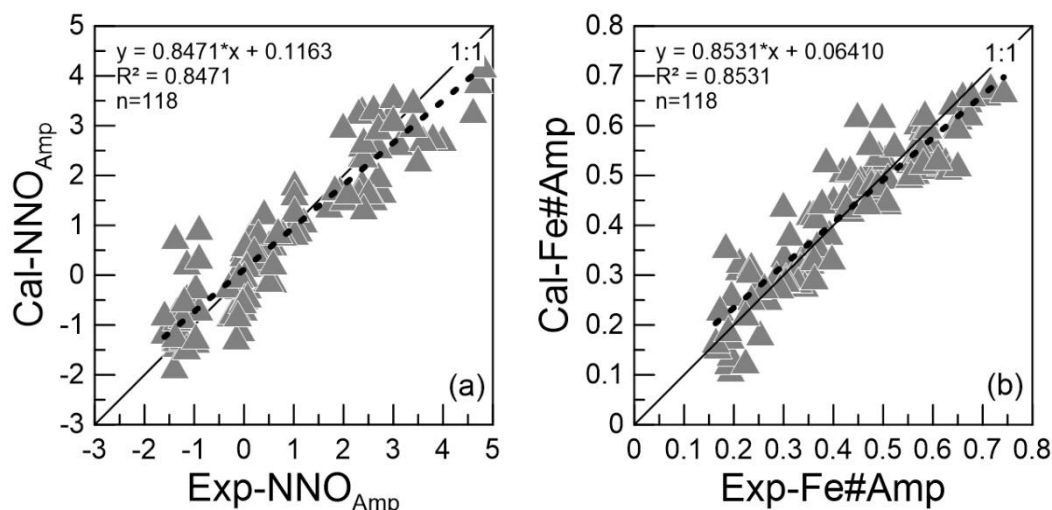 y = 0.8471*x + 0.1163
R² = 0.8471
n=118
1:1
(a)
Cal-NNOAmp
5
4
3
2
1
0
-1
-2
-3
-3 -2 -1 0 1 2 3 4 5
Exp-NNOAmp
y = 0.8531*x + 0.06410
R² = 0.8531
n=118
1:1
(b)
Cal-Fe#Amp
0.8
0.7
0.6
0.5
0.4
0.3
0.2
0.1
0
0 0.1 0.2 0.3 0.4 0.5 0.6 0.7 0.8
Exp-Fe#Amp